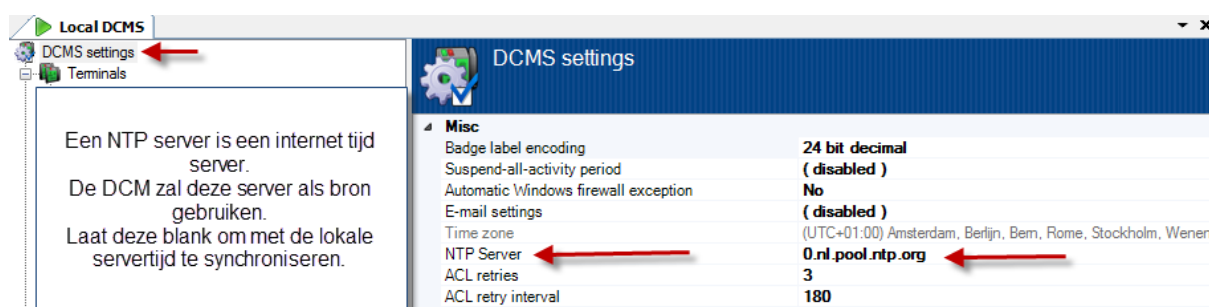 Local DCMS
DCMS settings
Terminals
Een NTP server is een internet tijd
server.
De DCM zal deze server als bron
gebruiken.
Laat deze blank om met de lokale
servertijd te synchroniseren.
DCMS settings
Misc
Badge label encoding 24 bit decimal
Suspend-all-activity period ( disabled )
Automatic Windows firewall exception No
E-mail settings ( disabled )
Time zone (UTC+01:00) Amsterdam, Berlijn, Bern, Rome, Stockholm, Wenen
NTP Server 0.nl.pool.ntp.org
ACL retries 3
ACL retry interval 180